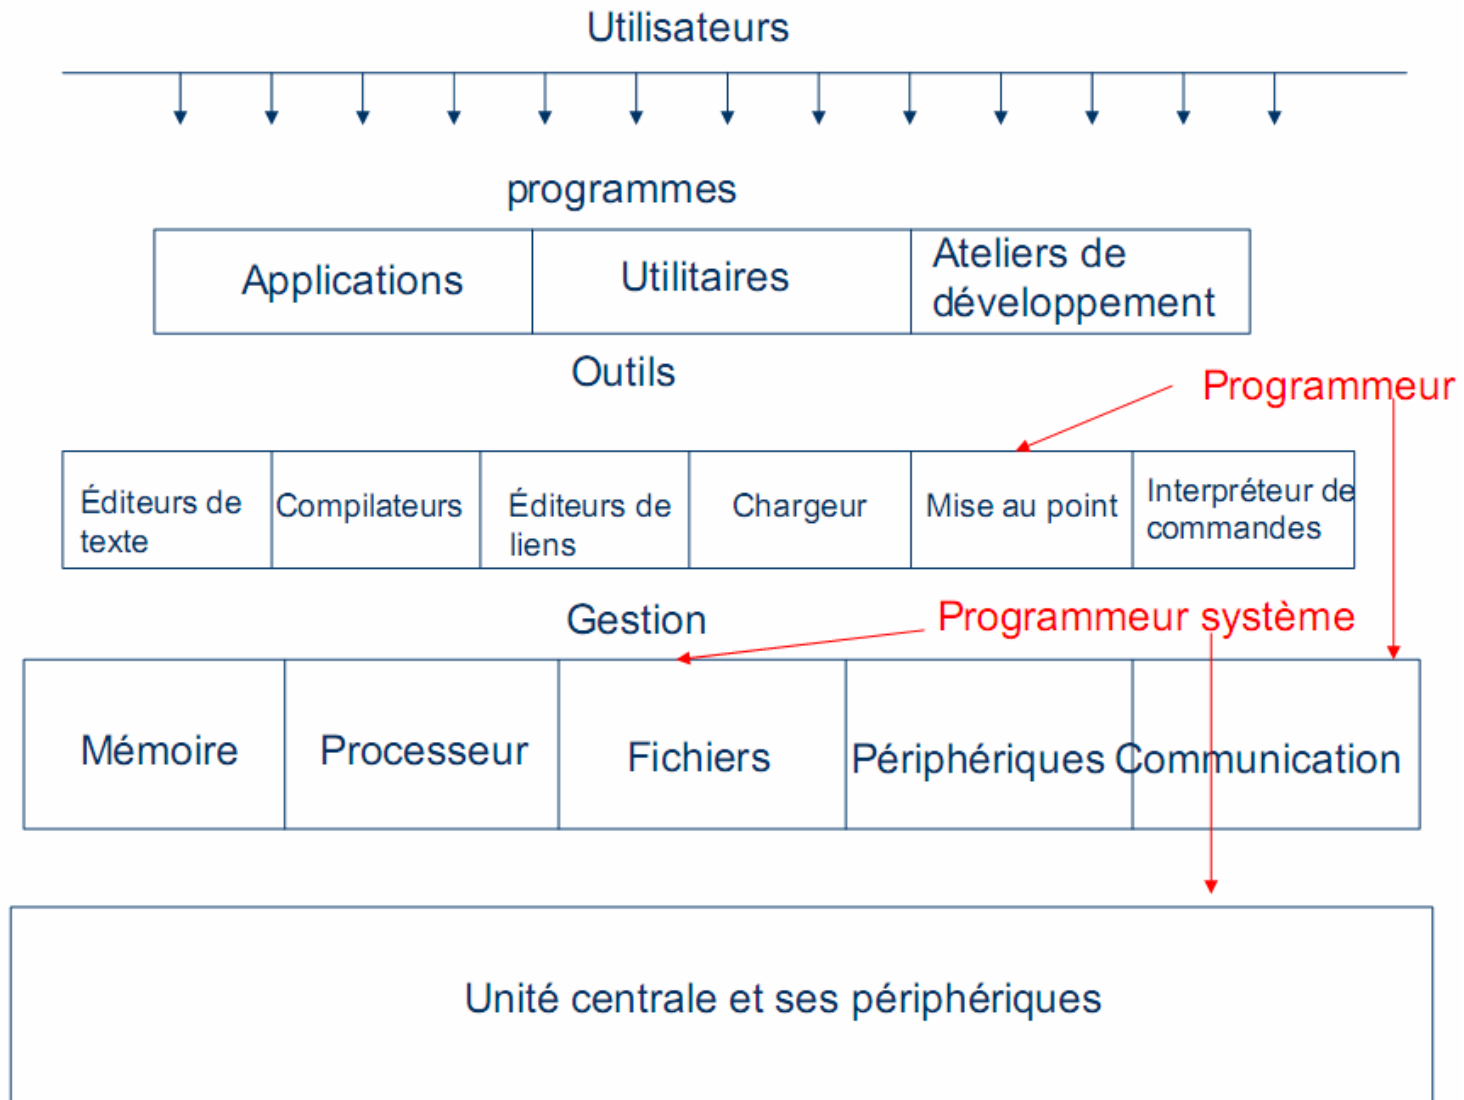 Utilisateurs
programmes
Applications
Utilitaires
Ateliers de
développement
Outils
Programmeur
Éditeurs de
texte
Compilateurs
Éditeurs de
liens
Chargeur
Mise au point
Interpréteur de
commandes
Gestion
Programmeur système
Mémoire
Processeur
Fichiers
Périphériques
Communication
Unité centrale et ses périphériques